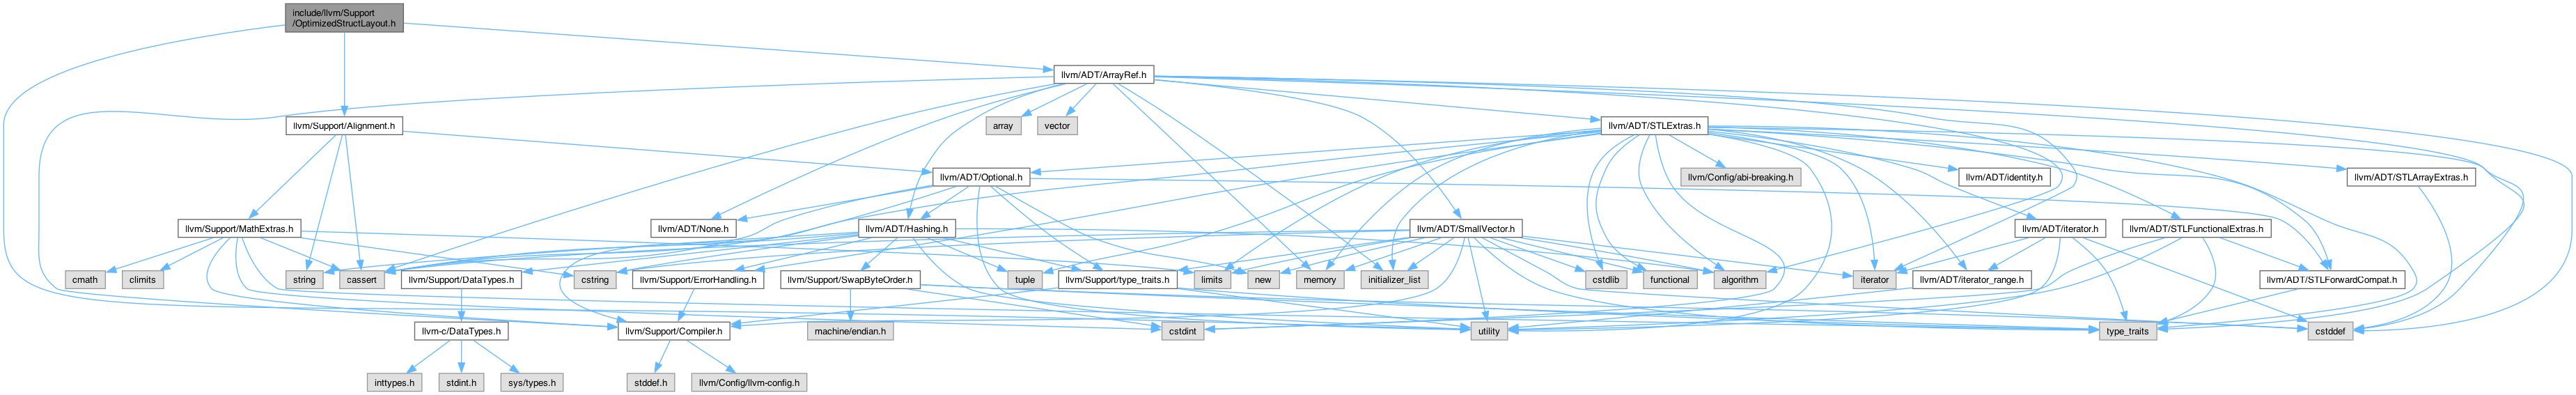 include/llvm/Support
/OptimizedStructLayout.h
llvm/ADT/ArrayRef.h
llvm/Support/Alignment.h
array
vector
llvm/ADT/STLExtras.h
llvm/ADT/Optional.h
llvm/Config/abi-breaking.h
llvm/ADT/identity.h
llvm/ADT/STLArrayExtras.h
llvm/Support/MathExtras.h
llvm/ADT/None.h
llvm/ADT/Hashing.h
llvm/ADT/SmallVector.h
llvm/ADT/iterator.h
llvm/ADT/STLFunctionalExtras.h
cmath
climits
string
cassert
llvm/Support/DataTypes.h
cstring
llvm/Support/ErrorHandling.h
llvm/Support/SwapByteOrder.h
tuple
llvm/Support/type_traits.h
limits
new
memory
initializer_list
cstdlib
functional
algorithm
iterator
llvm/ADT/iterator_range.h
llvm/ADT/STLForwardCompat.h
llvm-c/DataTypes.h
llvm/Support/Compiler.h
machine/endian.h
cstdint
utility
type_traits
cstddef
inttypes.h
stdint.h
sys/types.h
stddef.h
llvm/Config/llvm-config.h